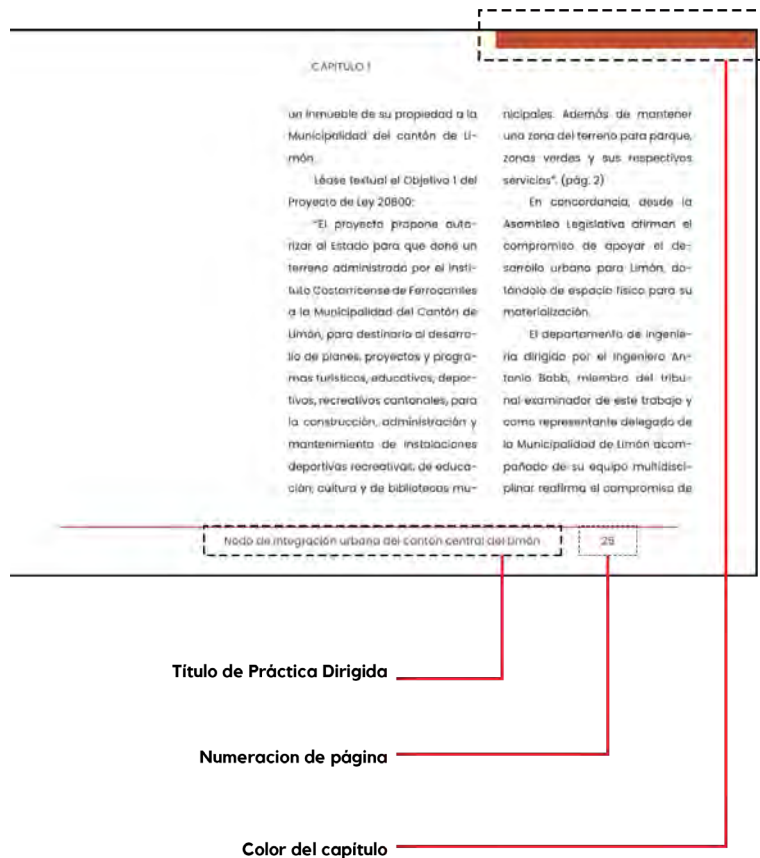 CAPÍTULO 1
un inmueble de su propiedad a la
Municipalidad del cantón de Li-
món.
Léase textual el Objetivo 1 del
Proyecto de Ley 20800:
"El proyecto propone auto-
rizar al Estado para que done un
terreno administrado por el Insti-
tuto Costarricense de Ferrocarriles
a la Municipalidad del Cantón de
Limón, para destinarlo al desarro-
llo de planes, proyectos y progra-
mas turísticos, educativos, depor-
tivos, recreativos cantonales, para
la construcción, administración y
mantenimiento de instalaciones
deportivas recreativas, de educa-
ción, cultura y de bibliotecas mu-
nicipales. Además de mantener
una zona del terreno para parque,
zonas verdes y sus respectivos
servicios". (pág. 2)
En concordancia, desde la
Asamblea Legislativa afirman el
compromiso de apoyar el de-
sarrollo urbano para Limón, do-
tándolo de espacio físico para su
materialización.
El departamento de ingenie-
ría dirigido por el Ingeniero An-
tonio Babb, miembro del tribu-
nal examinador de este trabajo y
como representante delegado de
la Municipalidad de Limón acom-
pañado de su equipo multidisci-
plinar reafirma el compromiso de
Nodo de integración urbana del cantón central del Limón
25
Título de Práctica Dirigida
Numeracion de página
Color del capítulo